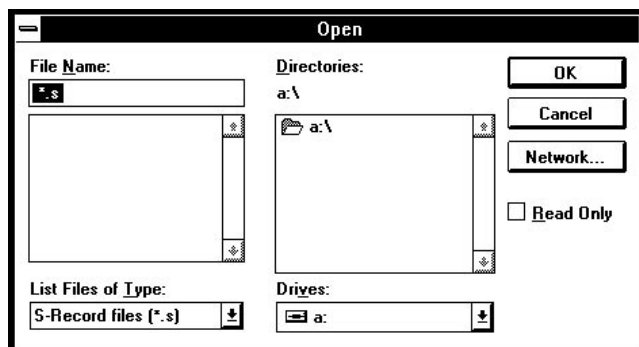 Open
File Name:
*.s
Directories:
a:\
a:\
OK
Cancel
Network...
Read Only
List Files of Type:
S-Record files (*.s)
Drives:
a: